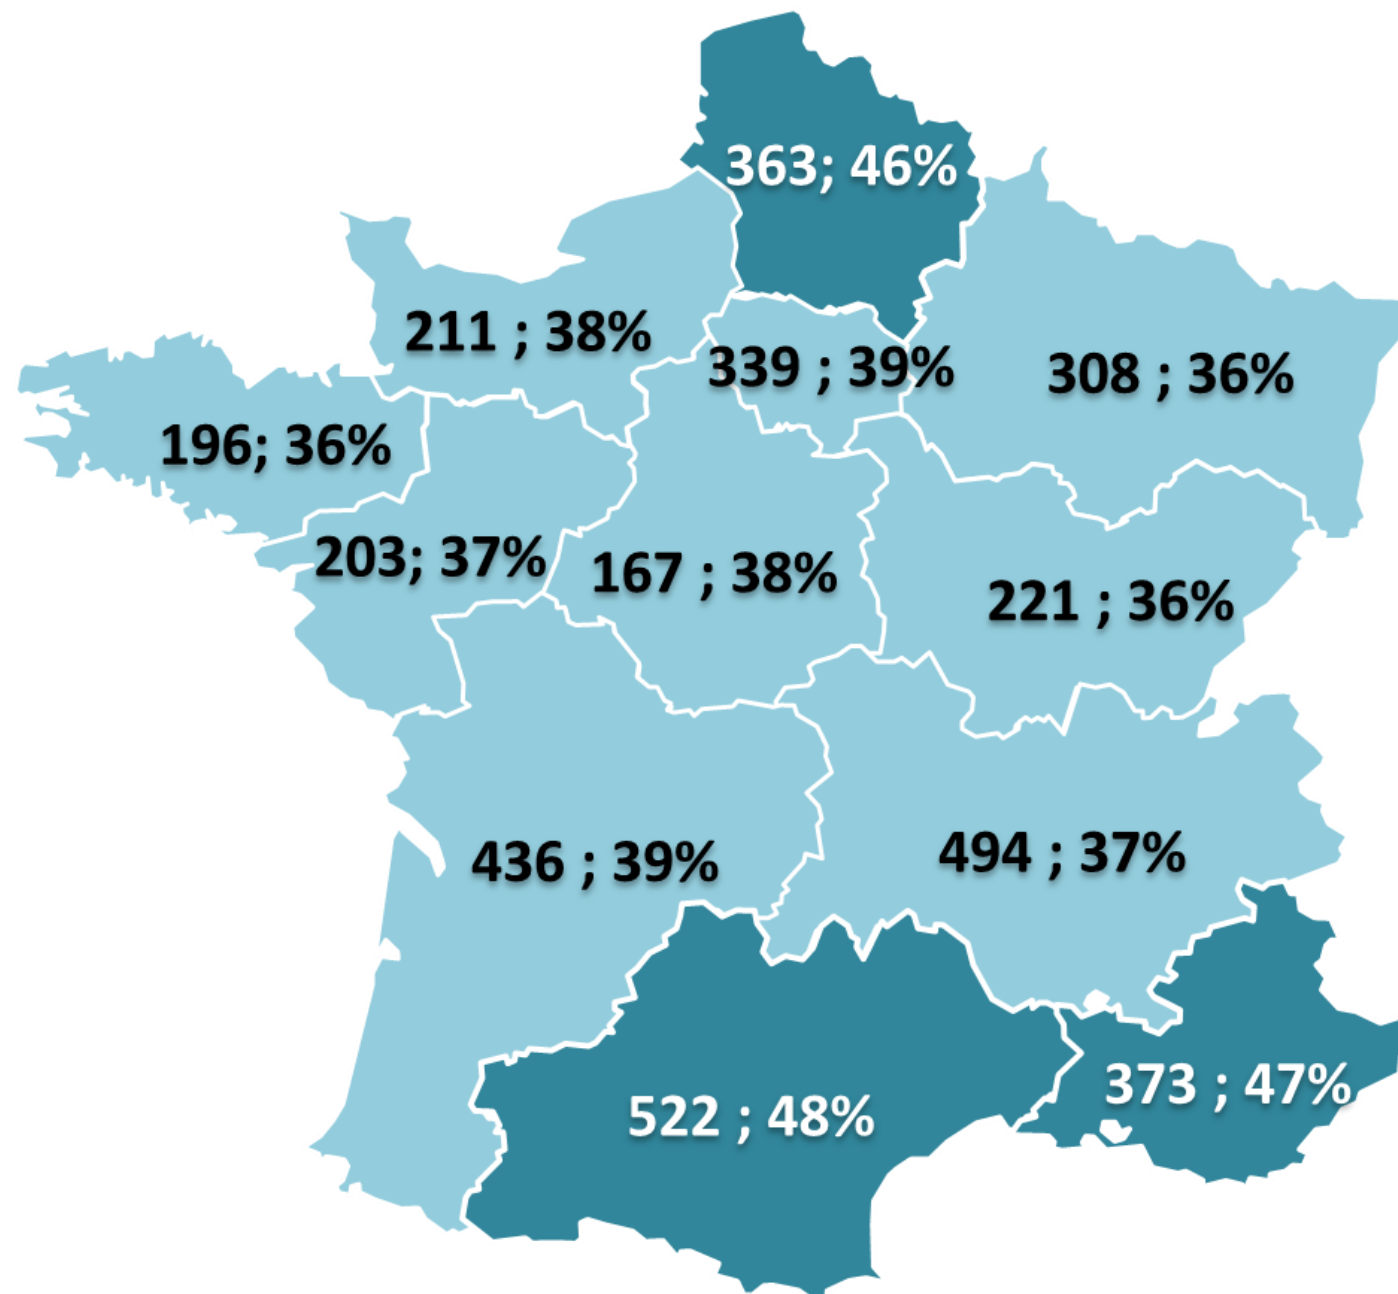 363; 46%
211 ; 38%
339 ; 39%
308 ; 36%
196; 36%
203; 37%
167 ; 38%
221 ; 36%
436 ; 39%
494 ; 37%
522 ; 48%
373 ; 47%